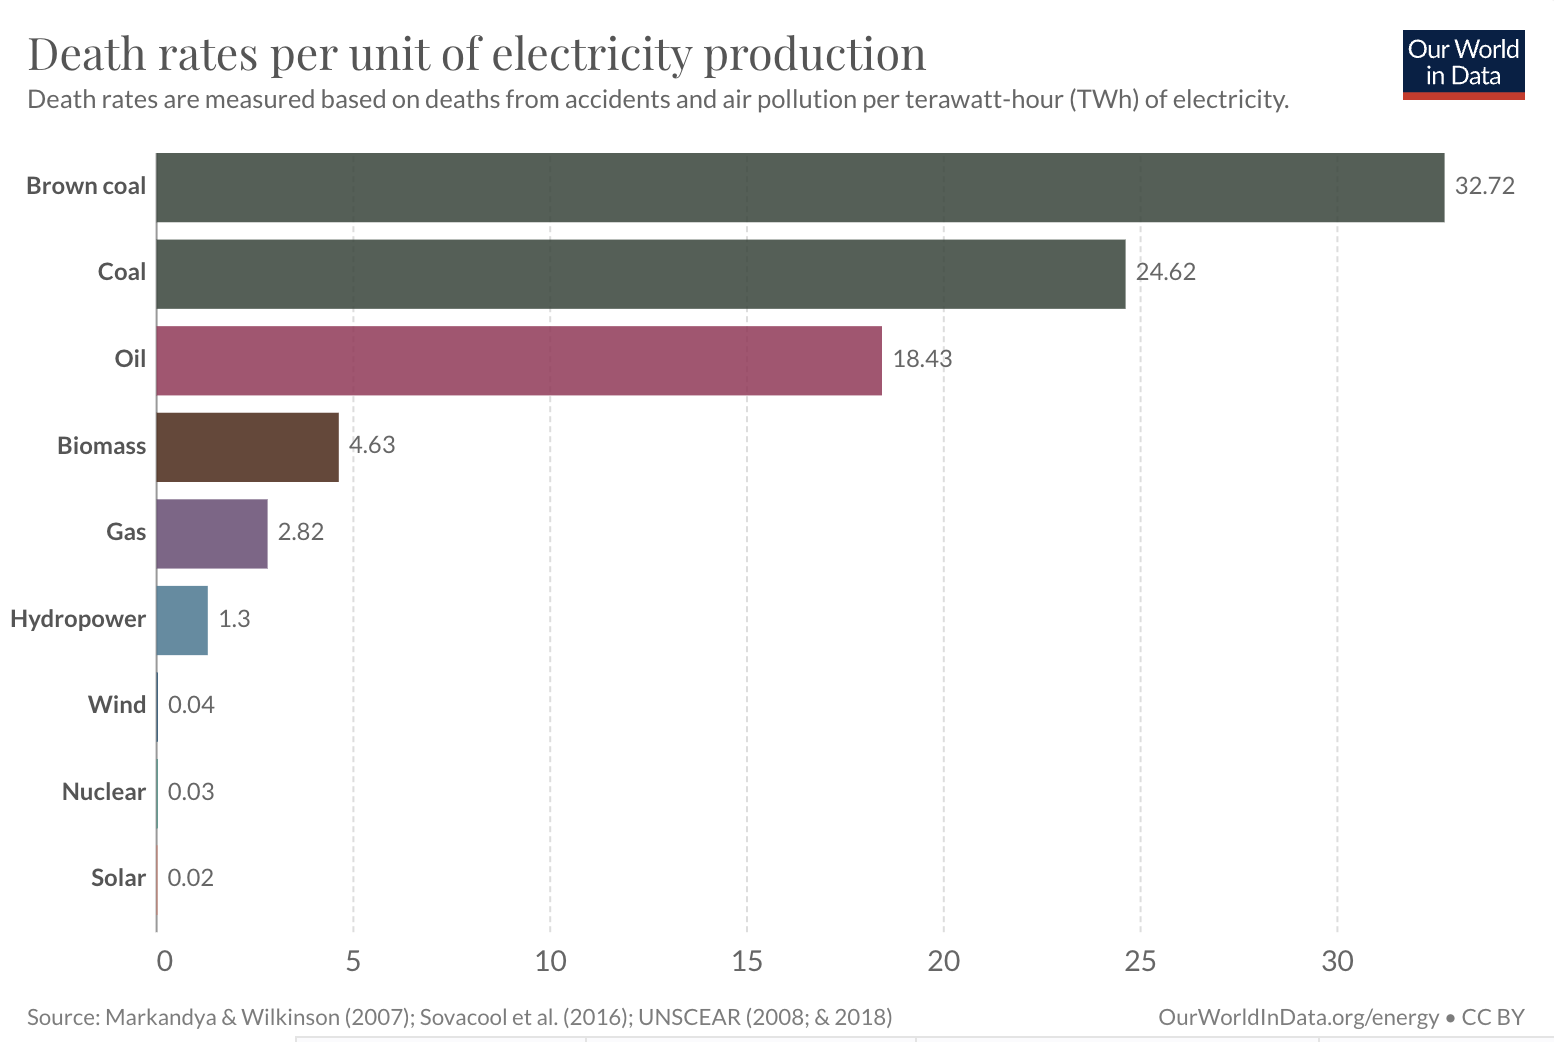 Death rates per unit of electricity production
Death rates are measured based on deaths from accidents and air pollution per terawatt-hour (TWh) of electricity.
Our World
in Data
Brown coal 32.72
Coal 24.62
Oil 18.43
Biomass 4.63
Gas 2.82
Hydropower 1.3
Wind 0.04
Nuclear 0.03
Solar 0.02
0 5 10 15 20 25 30
Source: Markandya & Wilkinson (2007); Sovacool et al. (2016); UNSCEAR (2008; & 2018)
OurWorldInData.org/energy • CC BY